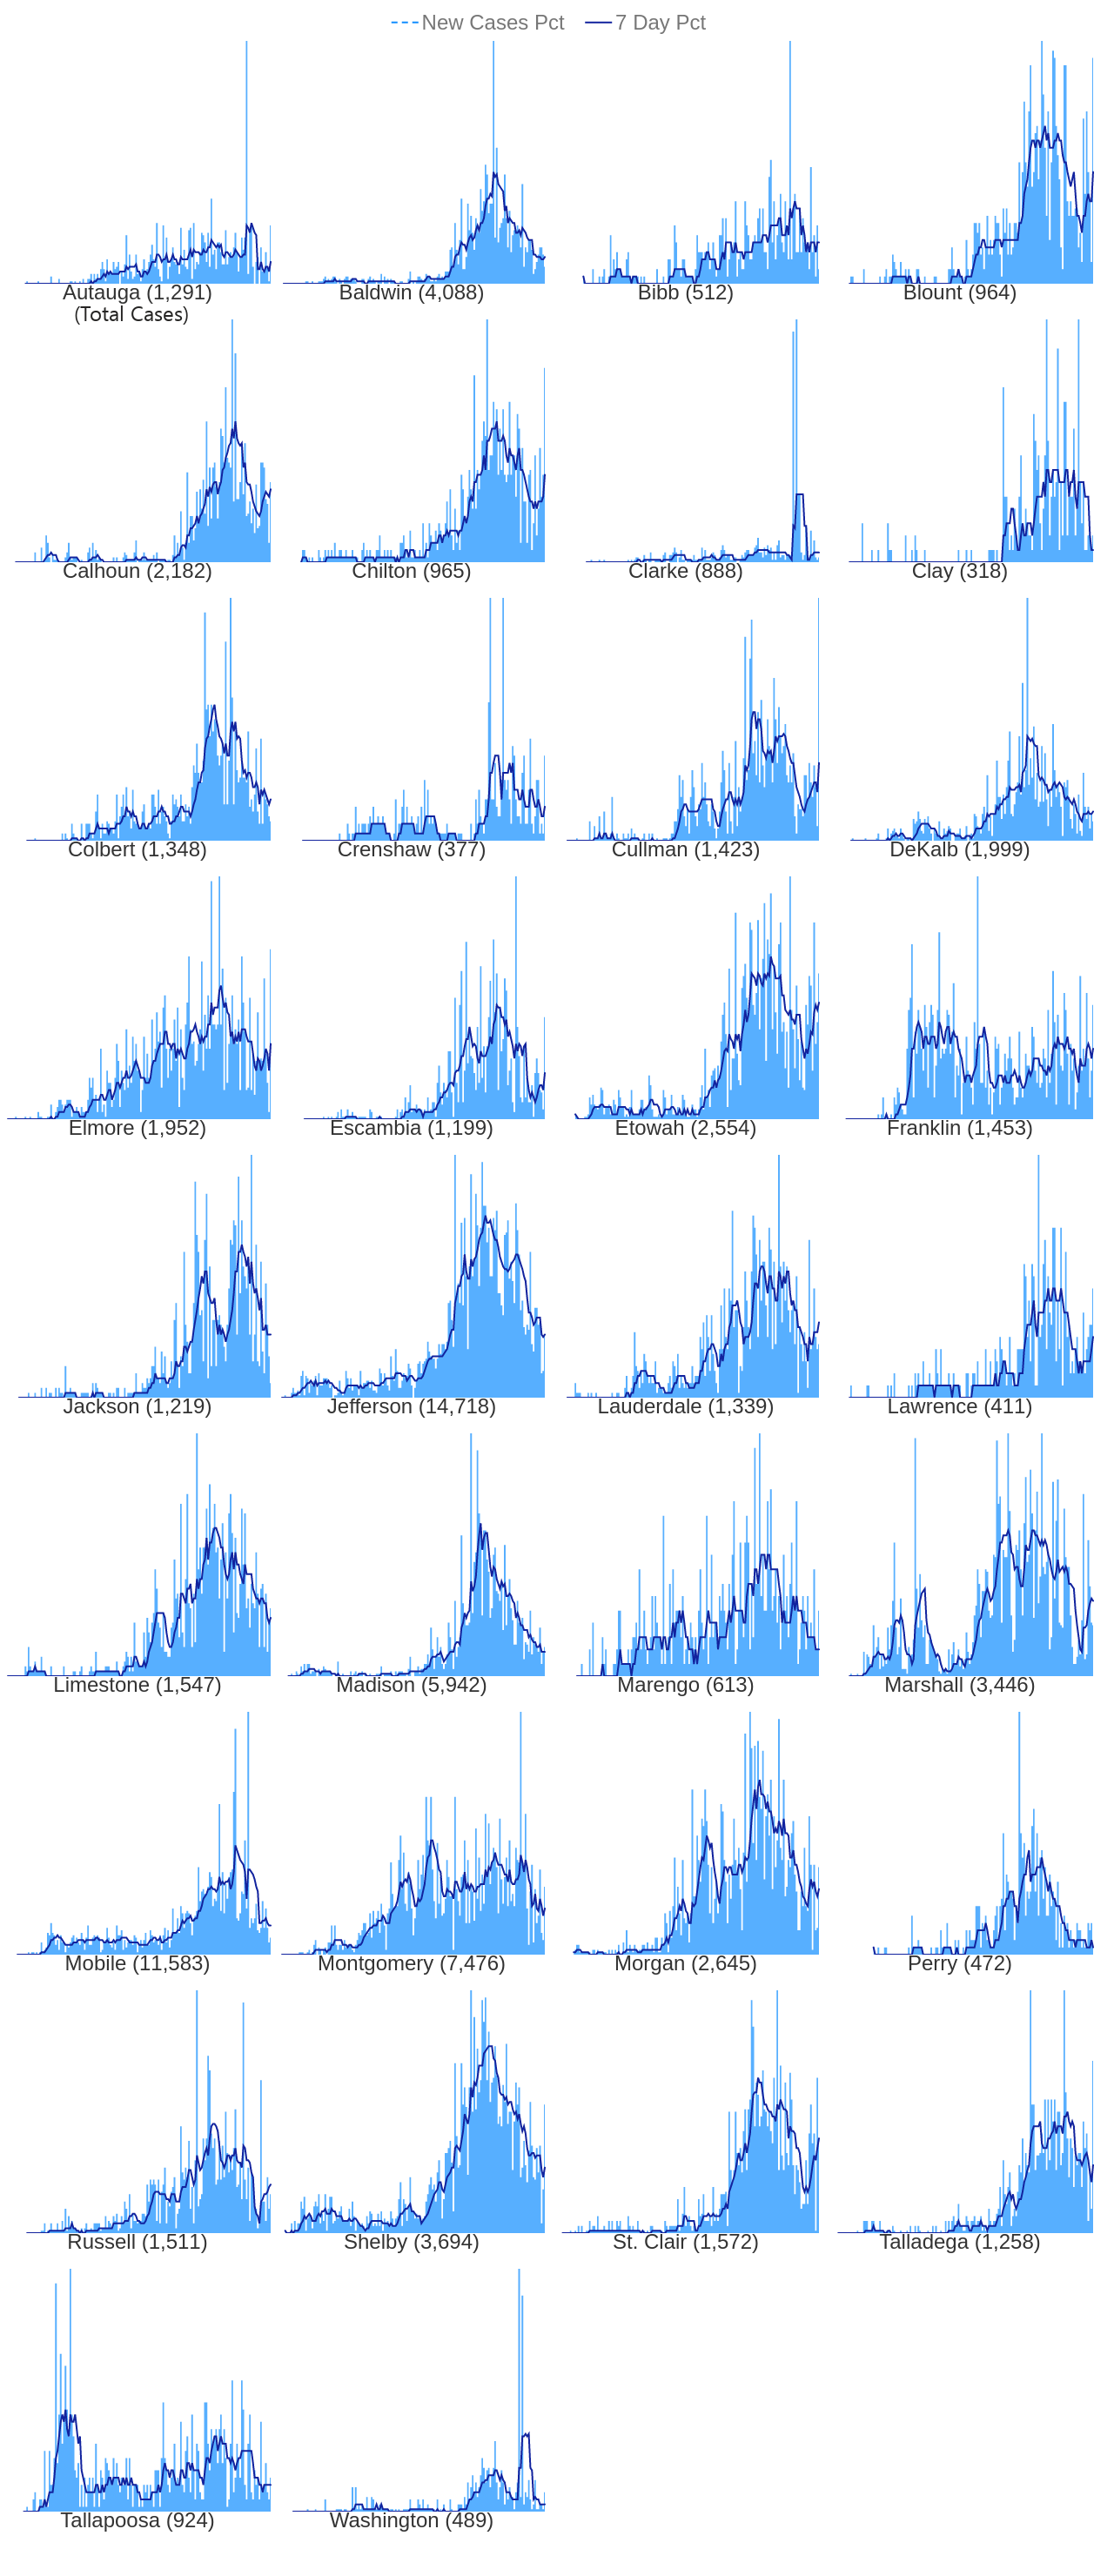 New Cases Pct 7 Day Pct
Autauga (1,291) Baldwin (4,088) Bibb (512) Blount (964)
(Total Cases)
Calhoun (2,182) Chilton (965) Clarke (888) Clay (318)
Colbert (1,348) Crenshaw (377) Cullman (1,423) DeKalb (1,999)
Elmore (1,952) Escambia (1,199) Etowah (2,554) Franklin (1,453)
Jackson (1,219) Jefferson (14,718) Lauderdale (1,339) Lawrence (411)
Limestone (1,547) Madison (5,942) Marengo (613) Marshall (3,446)
Mobile (11,583) Montgomery (7,476) Morgan (2,645) Perry (472)
Russell (1,511) Shelby (3,694) St. Clair (1,572) Talladega (1,258)
Tallapoosa (924) Washington (489)